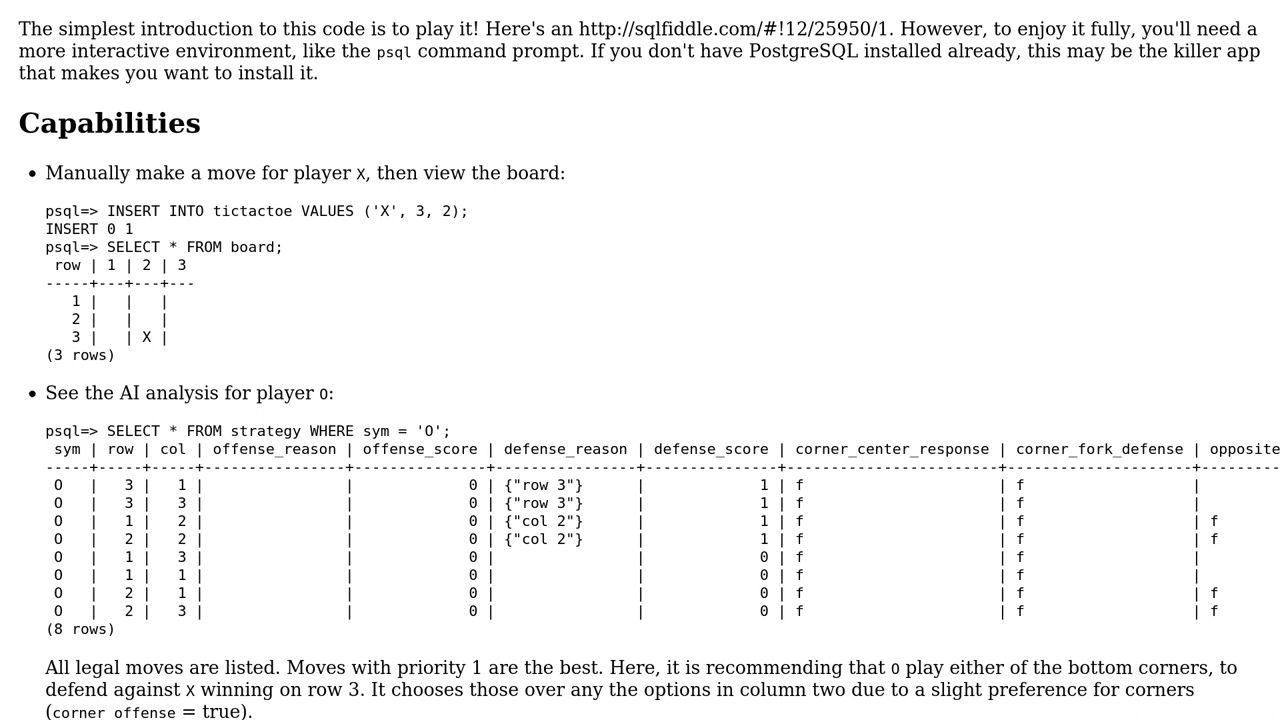 The simplest introduction to this code is to play it! Here's an http://sqlfiddle.com/#!12/25950/1. However, to enjoy it fully, you'll need a
more interactive environment, like the psql command prompt. If you don't have PostgreSQL installed already, this may be the killer app
that makes you want to install it.
Capabilities
• Manually make a move for player X, then view the board:
psql=> INSERT INTO tictactoe VALUES ('X', 3, 2);
INSERT 0 1
psql=> SELECT * FROM board;
 row | 1 | 2 | 3
-----+---+---+---
   1 |   |   |
   2 |   |   |
   3 |   | X |
(3 rows)
• See the AI analysis for player O:
psql=> SELECT * FROM strategy WHERE sym = 'O';
 sym | row | col | offense_reason | offense_score | defense_reason | defense_score | corner_center_response | corner_fork_defense | opposite
-----+-----+-----+----------------+---------------+----------------+---------------+------------------------+---------------------+---------
 O   |   3 |   1 |                |             0 | {"row 3"}      |             1 | f                      | f                   |
 O   |   3 |   3 |                |             0 | {"row 3"}      |             1 | f                      | f                   |
 O   |   1 |   2 |                |             0 | {"col 2"}      |             1 | f                      | f                   | f
 O   |   2 |   2 |                |             0 | {"col 2"}      |             1 | f                      | f                   | f
 O   |   1 |   3 |                |             0 |                |             0 | f                      | f                   |
 O   |   1 |   1 |                |             0 |                |             0 | f                      | f                   |
 O   |   2 |   1 |                |             0 |                |             0 | f                      | f                   | f
 O   |   2 |   3 |                |             0 |                |             0 | f                      | f                   | f
(8 rows)
All legal moves are listed. Moves with priority 1 are the best. Here, it is recommending that O play either of the bottom corners, to
defend against X winning on row 3. It chooses those over any the options in column two due to a slight preference for corners
(corner_offense = true).